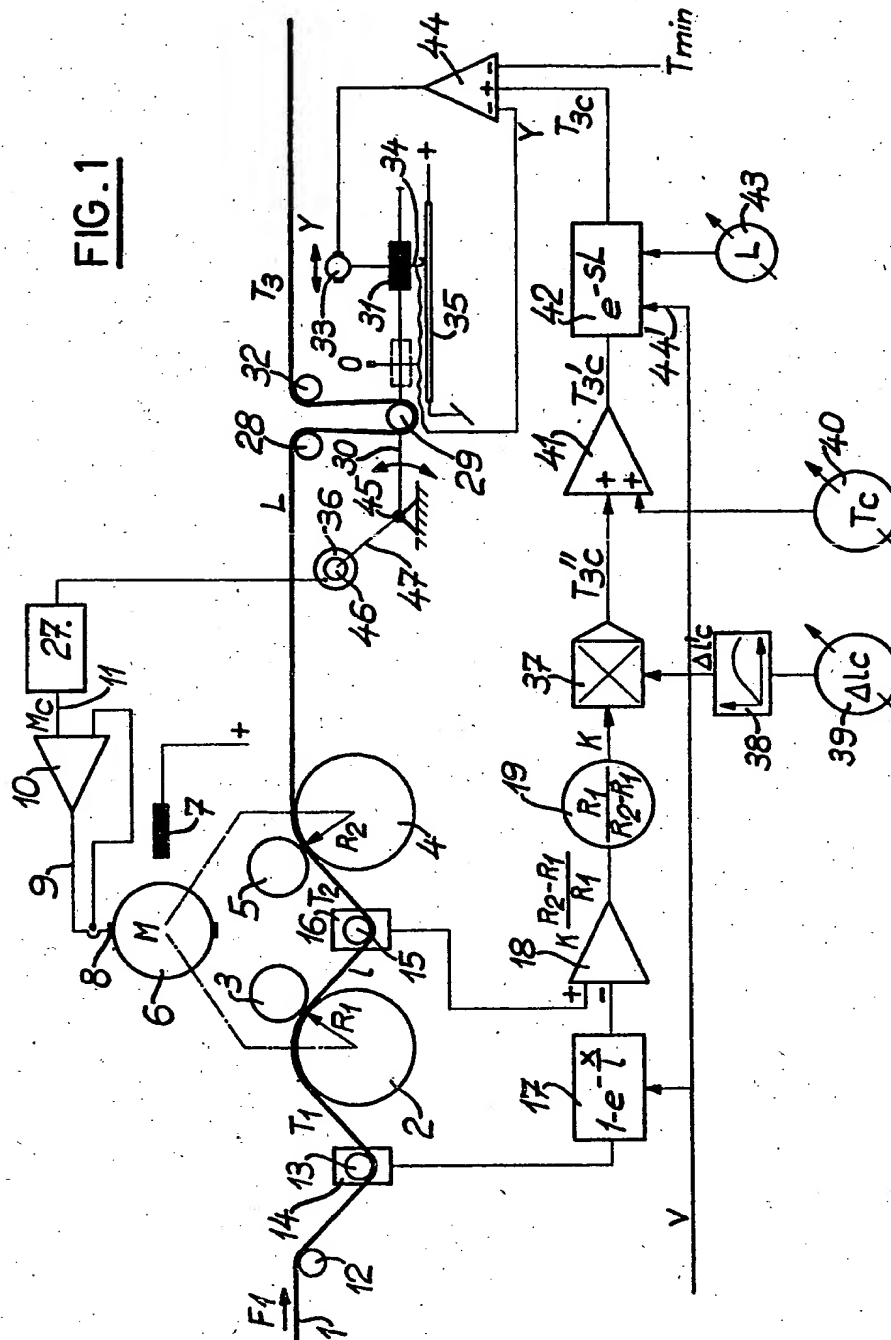 FIG.1
F1
1
12
14
13
T1
2
R1
3
l
15
16
T2
5
R2
4
M
6
8
7
+
9
10
Mc
11
27.
L
36
46
47
45
30
28
29
32
T3
O
31
33
Y
34
35
+
44
- + -
Y
T3c
Tmin
V
17
1-e^-x/l
+
-
18
K R2-R1/R1
19
R1/R2-R1
K
37
Δl'c
38
Δlc
39
T"3c
+
+
41
Tc
40
T'3c
42
e^-sL
44'
L
43